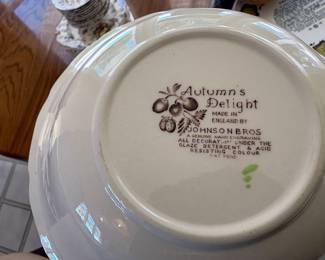 Autumn's
Delight
MADE IN
ENGLAND BY
JOHNSON BROS
A GENUINE HAND ENGRAVING
ALL DECORATION UNDER THE
GLAZE DETERGENT & ACID
RESISTING COLOUR